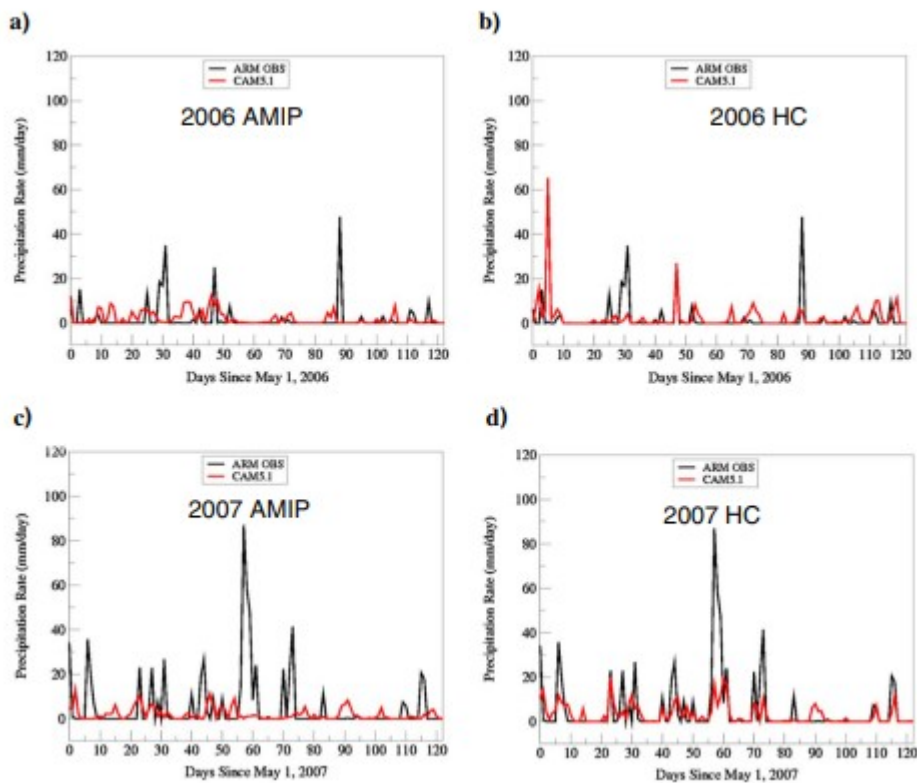 a)
120
100
80
60
40
20
0
Precipitation Rate (mm/day)
ARM OBS
CAM5.1
2006 AMIP
0 10 20 30 40 50 60 70 80 90 100 110 120
Days Since May 1, 2006
b)
120
100
80
60
40
20
0
Precipitation Rate (mm/day)
ARM OBS
CAM5.1
2006 HC
0 10 20 30 40 50 60 70 80 90 100 110 120
Days Since May 1, 2006
c)
120
100
80
60
40
20
0
Precipitation Rate (mm/day)
ARM OBS
CAM5.1
2007 AMIP
0 10 20 30 40 50 60 70 80 90 100 110 120
Days Since May 1, 2007
d)
120
100
80
60
40
20
0
Precipitation Rate (mm/day)
ARM OBS
CAM5.1
2007 HC
0 10 20 30 40 50 60 70 80 90 100 110 120
Days Since May 1, 2007